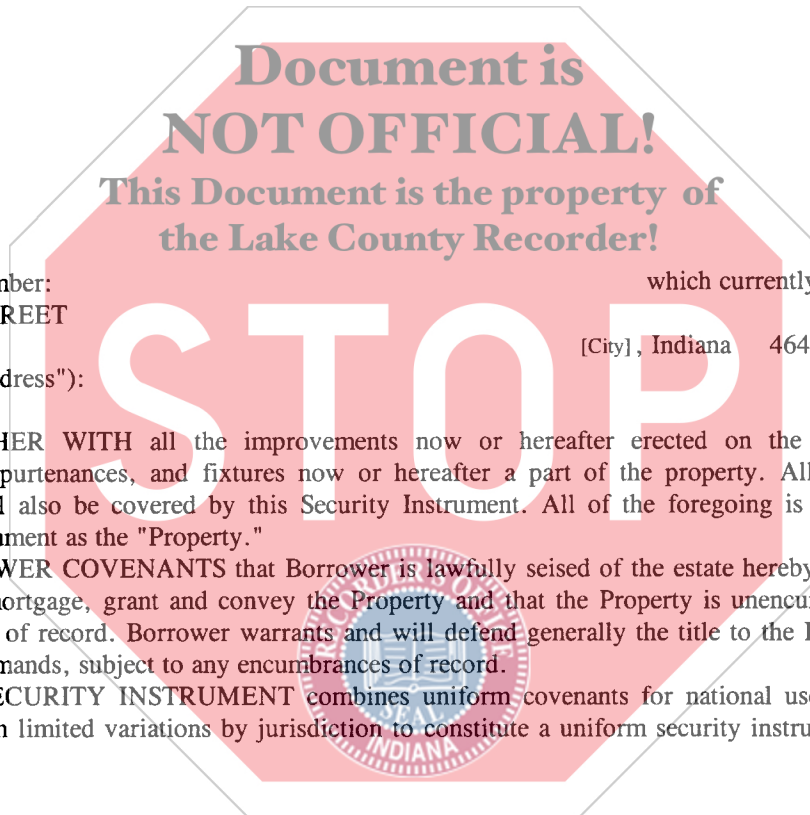 Document is
NOT OFFICIAL!
This Document is the property of
the Lake County Recorder!
nber: which currently
REET
[City], Indiana 464
dress"):
STOP
HER WITH all the improvements now or hereafter erected on the
purtenances, and fixtures now or hereafter a part of the property. All
l also be covered by this Security Instrument. All of the foregoing is
ument as the "Property."
WER COVENANTS that Borrower is lawfully seised of the estate hereby
ortgage, grant and convey the Property and that the Property is unencu
of record. Borrower warrants and will defend generally the title to the
mands, subject to any encumbrances of record.
ECURITY INSTRUMENT combines uniform covenants for national use
n limited variations by jurisdiction to constitute a uniform security instru
RECORDER'S OFFICE
SEAL
INDIANA